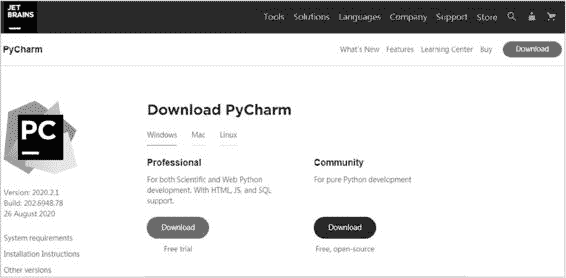 JET
BRAINS
Tools Solutions Languages Company Support Store
PyCharm
What's New Features Learning Center Buy Download
PC
Download PyCharm
Windows Mac Linux
Professional
For both Scientific and Web Python
development. With HTML, JS, and SQL
support.
Download
Free trial
Community
For pure Python development
Download
Free, open-source
Version: 2020.2.1
Build: 202.6948.78
26 August 2020
System requirements
Installation Instructions
Other versions